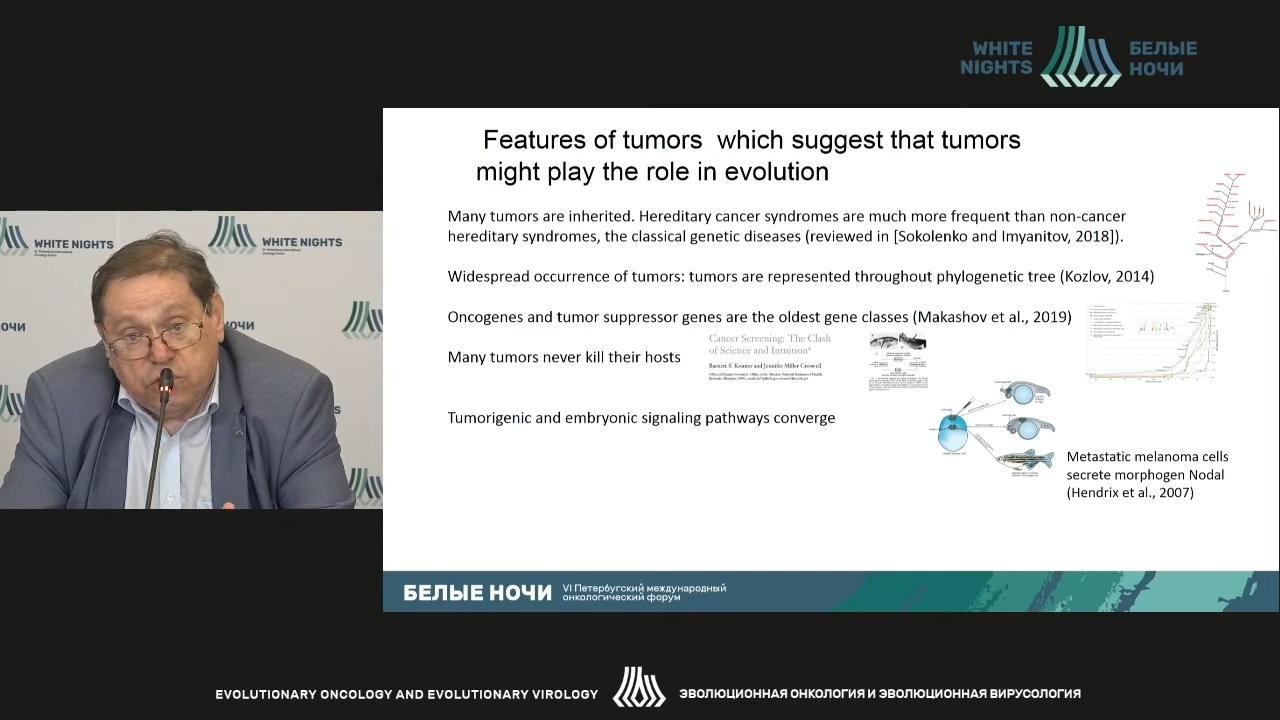 WHITE
NIGHTS
БЕЛЫЕ
НОЧИ
Features of tumors which suggest that tumors
might play the role in evolution
Many tumors are inherited. Hereditary cancer syndromes are much more frequent than non-cancer
hereditary syndromes, the classical genetic diseases (reviewed in [Sokolenko and Imyanitov, 2018]).
Widespread occurrence of tumors: tumors are represented throughout phylogenetic tree (Kozlov, 2014)
Oncogenes and tumor suppressor genes are the oldest gene classes (Makashov et al., 2019)
Many tumors never kill their hosts
Cancer Screening: The Clash
of Science and Intuition*
Barnett S. Kramer and Jennifer Miller Croswell
Tumorigenic and embryonic signaling pathways converge
Metastatic melanoma cells
secrete morphogen Nodal
(Hendrix et al., 2007)
WHITE NIGHTS
WHITE NIGHTS
НОЧИ
НОЧИ
БЕЛЫЕ НОЧИ
VI Петербугский международный
онкологический форум
EVOLUTIONARY ONCOLOGY AND EVOLUTIONARY VIROLOGY
ЭВОЛЮЦИОННАЯ ОНКОЛОГИЯ И ЭВОЛЮЦИОННАЯ ВИРУСОЛОГИЯ